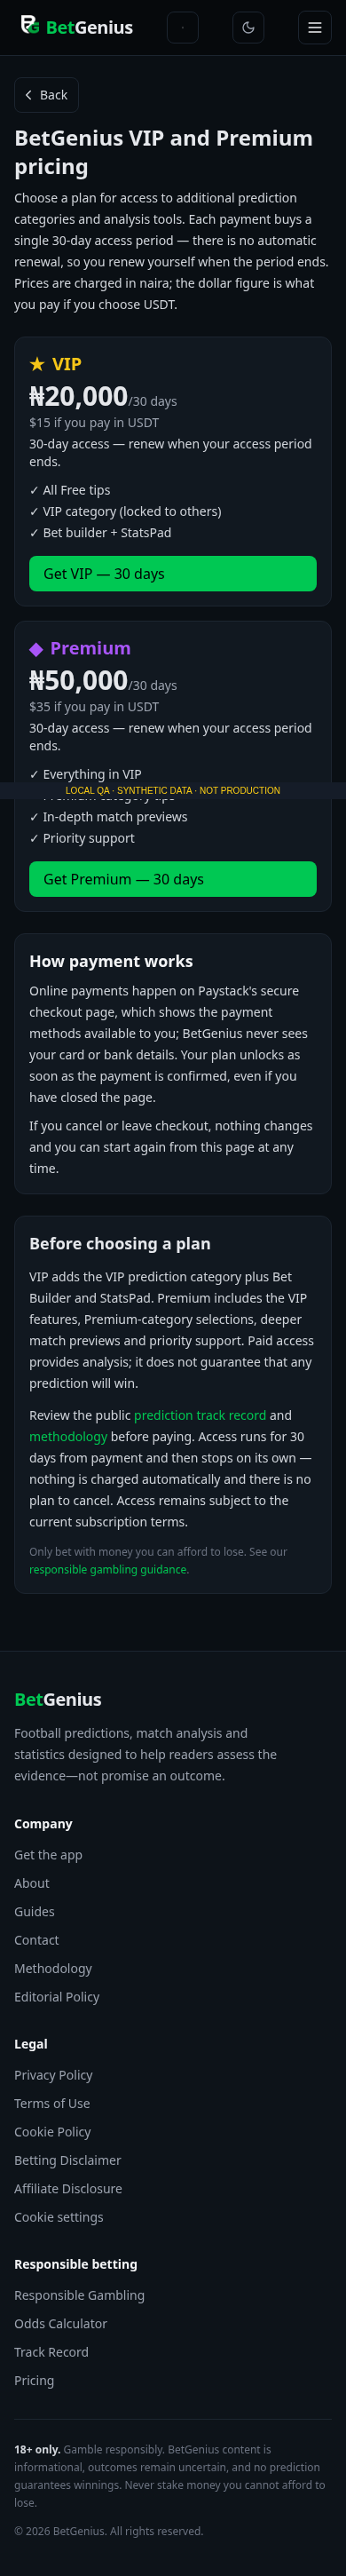 BetGenius
Back
BetGenius VIP and Premium
pricing
Choose a plan for access to additional prediction
categories and analysis tools. Each payment buys a
single 30-day access period — there is no automatic
renewal, so you renew yourself when the period ends.
Prices are charged in naira; the dollar figure is what
you pay if you choose USDT.
★ VIP
₦20,000/30 days
$15 if you pay in USDT
30-day access — renew when your access period
ends.
✓ All Free tips
✓ VIP category (locked to others)
✓ Bet builder + StatsPad
Get VIP — 30 days
◆ Premium
₦50,000/30 days
$35 if you pay in USDT
30-day access — renew when your access period
ends.
✓ Everything in VIP
LOCAL QA · SYNTHETIC DATA · NOT PRODUCTION
✓ In-depth match previews
✓ Priority support
Get Premium — 30 days
How payment works
Online payments happen on Paystack's secure
checkout page, which shows the payment
methods available to you; BetGenius never sees
your card or bank details. Your plan unlocks as
soon as the payment is confirmed, even if you
have closed the page.
If you cancel or leave checkout, nothing changes
and you can start again from this page at any
time.
Before choosing a plan
VIP adds the VIP prediction category plus Bet
Builder and StatsPad. Premium includes the VIP
features, Premium-category selections, deeper
match previews and priority support. Paid access
provides analysis; it does not guarantee that any
prediction will win.
Review the public prediction track record and
methodology before paying. Access runs for 30
days from payment and then stops on its own —
nothing is charged automatically and there is no
plan to cancel. Access remains subject to the
current subscription terms.
Only bet with money you can afford to lose. See our
responsible gambling guidance.
BetGenius
Football predictions, match analysis and
statistics designed to help readers assess the
evidence—not promise an outcome.
Company
Get the app
About
Guides
Contact
Methodology
Editorial Policy
Legal
Privacy Policy
Terms of Use
Cookie Policy
Betting Disclaimer
Affiliate Disclosure
Cookie settings
Responsible betting
Responsible Gambling
Odds Calculator
Track Record
Pricing
18+ only. Gamble responsibly. BetGenius content is
informational, outcomes remain uncertain, and no prediction
guarantees winnings. Never stake money you cannot afford to
lose.
© 2026 BetGenius. All rights reserved.